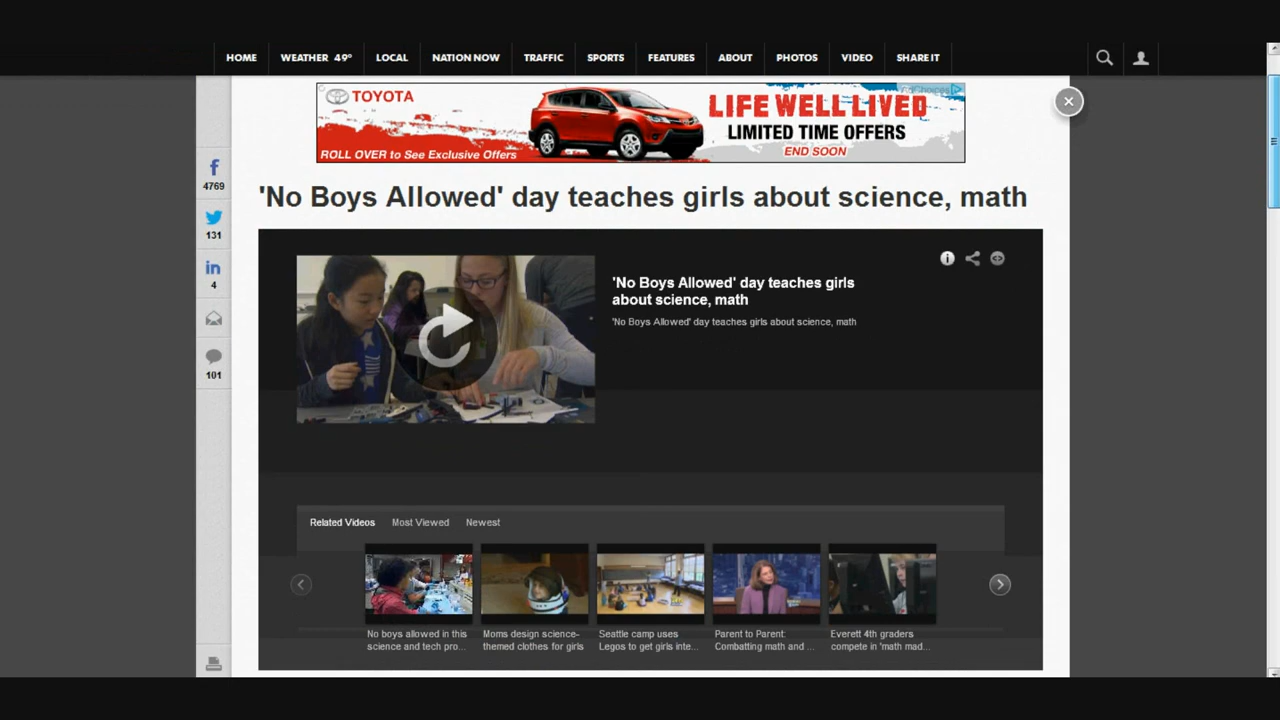 HOME WEATHER 49° LOCAL NATION NOW TRAFFIC SPORTS FEATURES ABOUT PHOTOS VIDEO SHARE IT
TOYOTA
LIFE WELL LIVED
AdChoices
LIMITED TIME OFFERS
END SOON
ROLL OVER to See Exclusive Offers
4769
131
4
101
'No Boys Allowed' day teaches girls about science, math
'No Boys Allowed' day teaches girls
about science, math
'No Boys Allowed' day teaches girls about science, math
Related Videos Most Viewed Newest
No boys allowed in this
science and tech pro...
Moms design science-
themed clothes for girls
Seattle camp uses
Legos to get girls inte...
Parent to Parent:
Combatting math and ...
Everett 4th graders
compete in 'math mad...